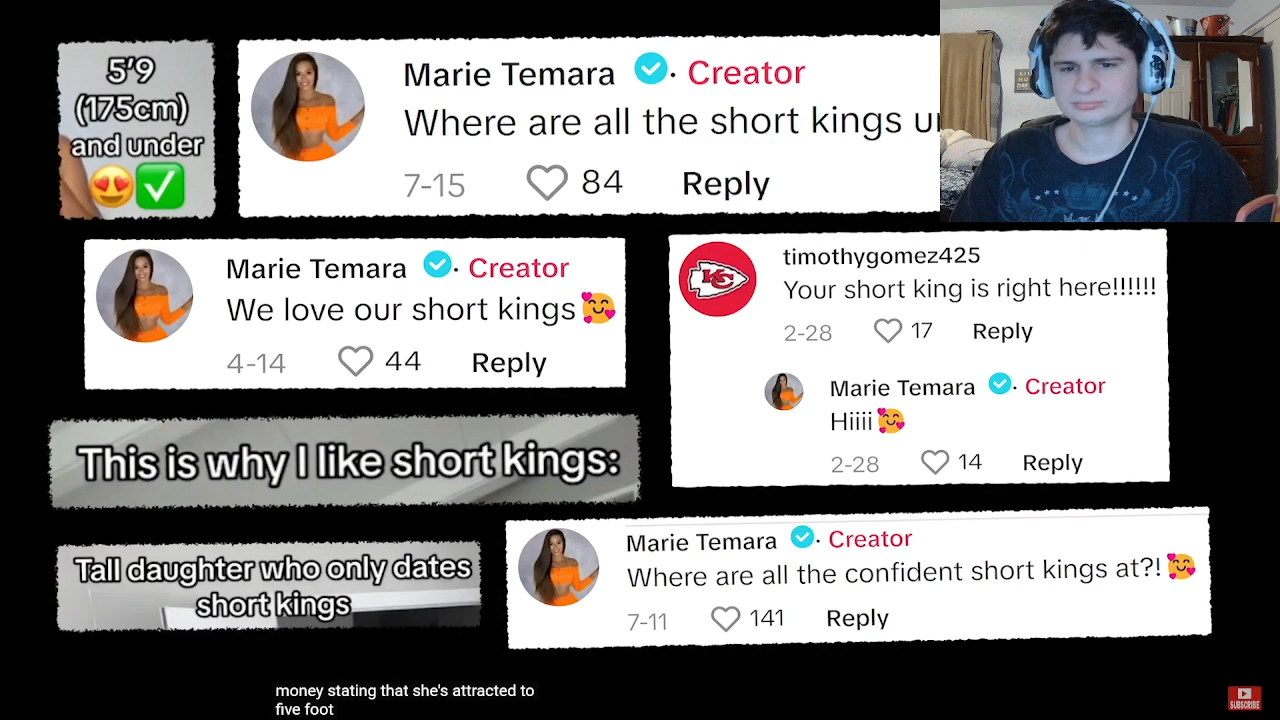 5'9
(175cm)
and under
😍✅
Marie Temara · Creator
Where are all the short kings
7-15 84 Reply
Marie Temara · Creator
We love our short kings🥰
4-14 44 Reply
timothygomez425
Your short king is right here!!!!!!
2-28 17 Reply
Marie Temara · Creator
Hiiii🥰
2-28 14 Reply
This is why I like short kings:
Tall daughter who only dates
short kings
Marie Temara · Creator
Where are all the confident short kings at?!🥰
7-11 141 Reply
money stating that she's attracted to
five foot
SUBSCRIBE